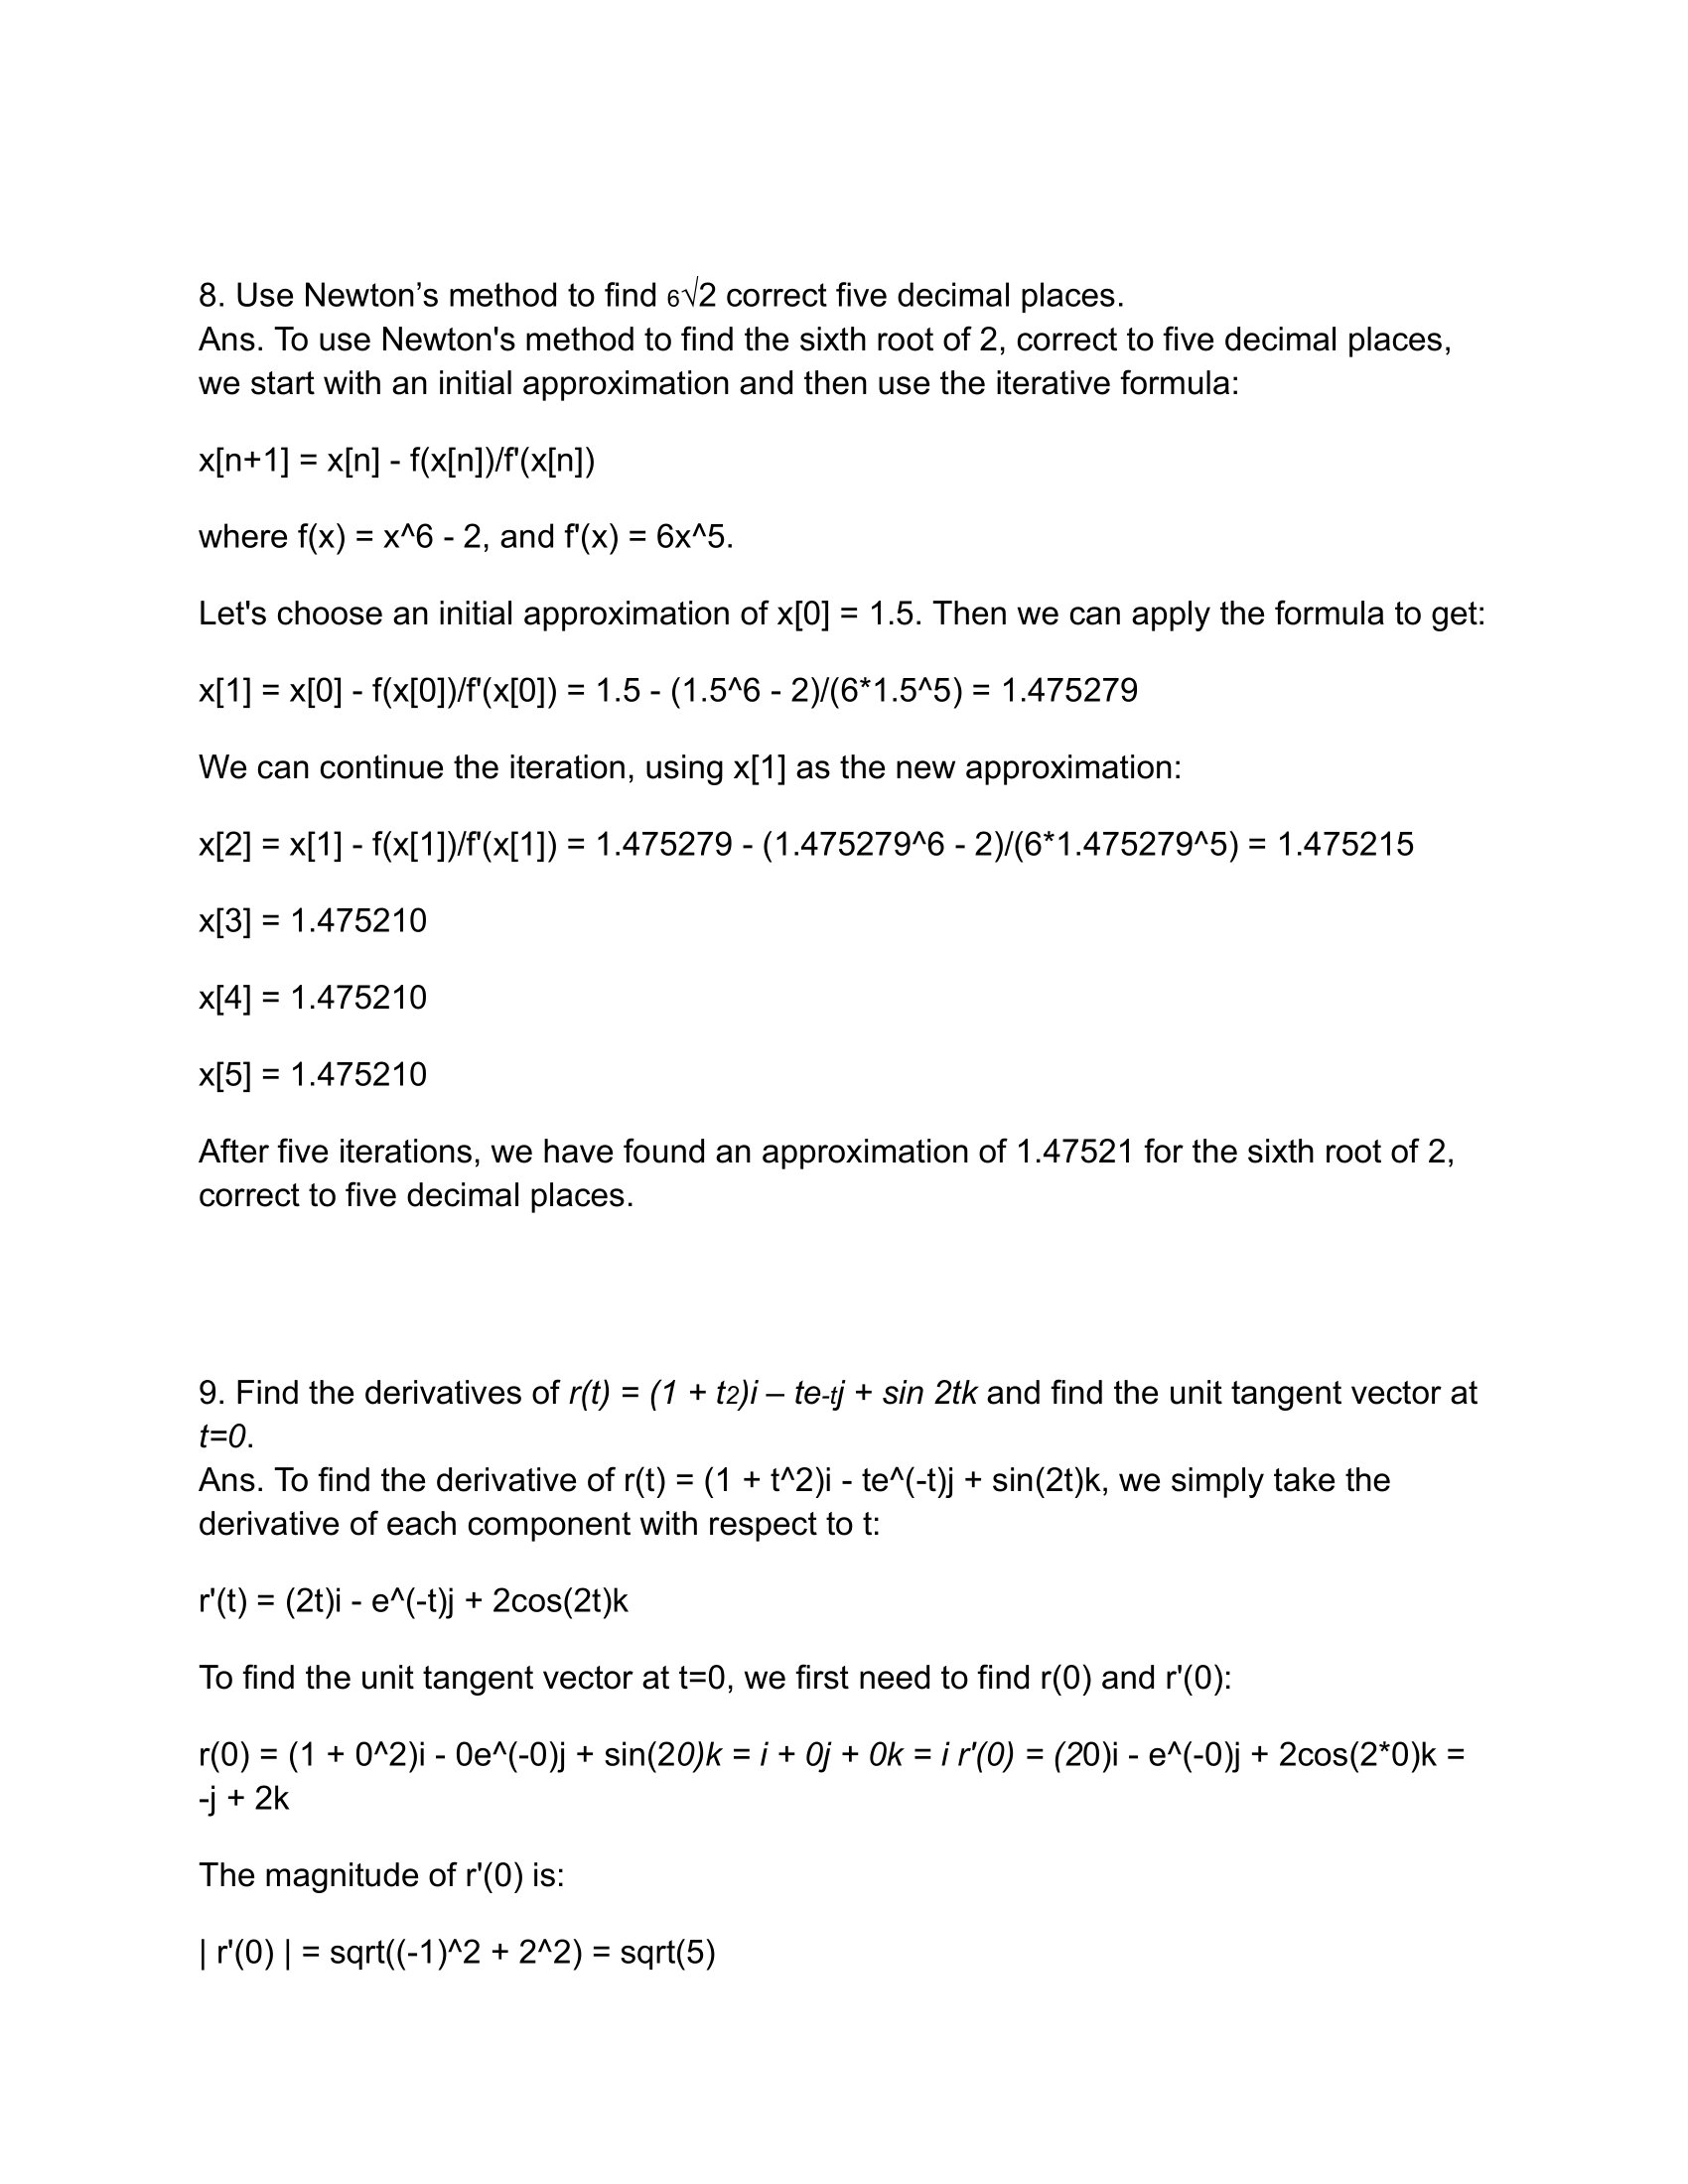 8. Use Newton’s method to find 6√2 correct five decimal places.
Ans. To use Newton's method to find the sixth root of 2, correct to five decimal places,
we start with an initial approximation and then use the iterative formula:
x[n+1] = x[n] - f(x[n])/f'(x[n])
where f(x) = x^6 - 2, and f'(x) = 6x^5.
Let's choose an initial approximation of x[0] = 1.5. Then we can apply the formula to get:
x[1] = x[0] - f(x[0])/f'(x[0]) = 1.5 - (1.5^6 - 2)/(6*1.5^5) = 1.475279
We can continue the iteration, using x[1] as the new approximation:
x[2] = x[1] - f(x[1])/f'(x[1]) = 1.475279 - (1.475279^6 - 2)/(6*1.475279^5) = 1.475215
x[3] = 1.475210
x[4] = 1.475210
x[5] = 1.475210
After five iterations, we have found an approximation of 1.47521 for the sixth root of 2,
correct to five decimal places.
9. Find the derivatives of r(t) = (1 + t2)i – te-tj + sin 2tk and find the unit tangent vector at
t=0.
Ans. To find the derivative of r(t) = (1 + t^2)i - te^(-t)j + sin(2t)k, we simply take the
derivative of each component with respect to t:
r'(t) = (2t)i - e^(-t)j + 2cos(2t)k
To find the unit tangent vector at t=0, we first need to find r(0) and r'(0):
r(0) = (1 + 0^2)i - 0e^(-0)j + sin(20)k = i + 0j + 0k = i r'(0) = (20)i - e^(-0)j + 2cos(2*0)k =
-j + 2k
The magnitude of r'(0) is:
| r'(0) | = sqrt((-1)^2 + 2^2) = sqrt(5)